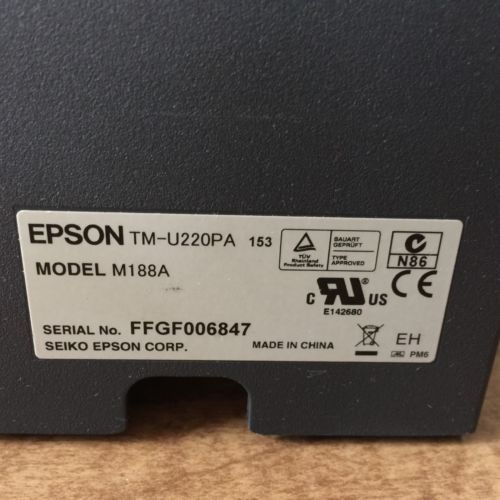 EPSON TM-U220PA 153
MODEL M188A
SERIAL No. FFGF006847
SEIKO EPSON CORP. MADE IN CHINA
TÜV
Rheinland
Product Safety
BAUART
GEPRÜFT
TYPE
APPROVED
N86
CE
c UR US
E142680
EH
PM6